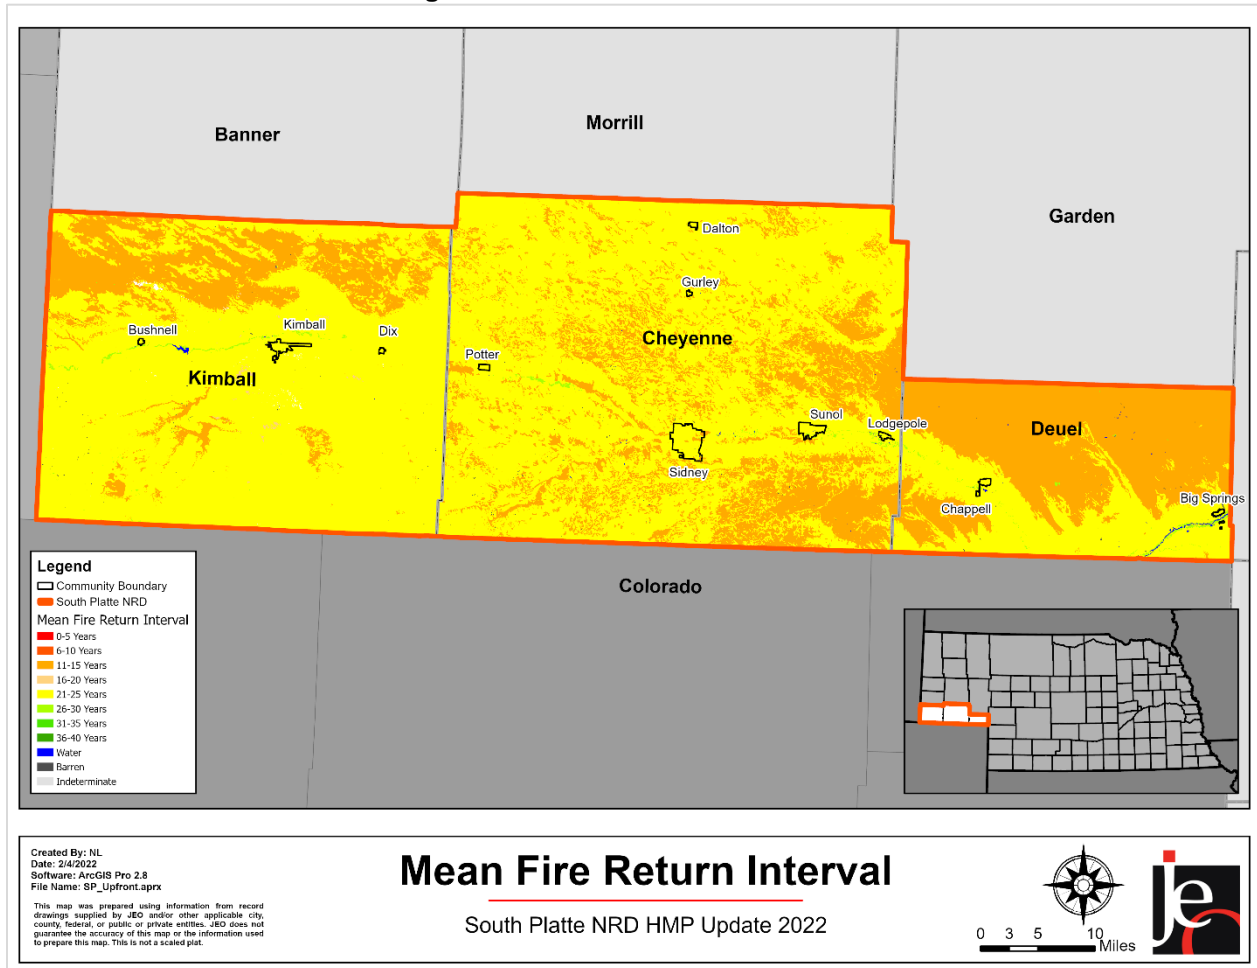 Banner
Morrill
Garden
Dalton
Gurley
Cheyenne
Bushnell
Kimball
Dix
Potter
Kimball
Sunol
Lodgepole
Deuel
Sidney
Chappell
Big Springs
Colorado
Legend
Community Boundary
South Platte NRD
Mean Fire Return Interval
0-5 Years
6-10 Years
11-15 Years
16-20 Years
21-25 Years
26-30 Years
31-35 Years
36-40 Years
Water
Barren
Indeterminate
Created By: NL
Date: 2/4/2022
Software: ArcGIS Pro 2.8
File Name: SP_Upfront.aprx
This map was prepared using information from record
drawings supplied by JEO and/or other applicable city,
county, federal, or public or private entities. JEO does not
guarantee the accuracy of this map or the information used
to prepare this map. This is not a scaled plat.
Mean Fire Return Interval
South Platte NRD HMP Update 2022
0 3 5 10
Miles
jeo